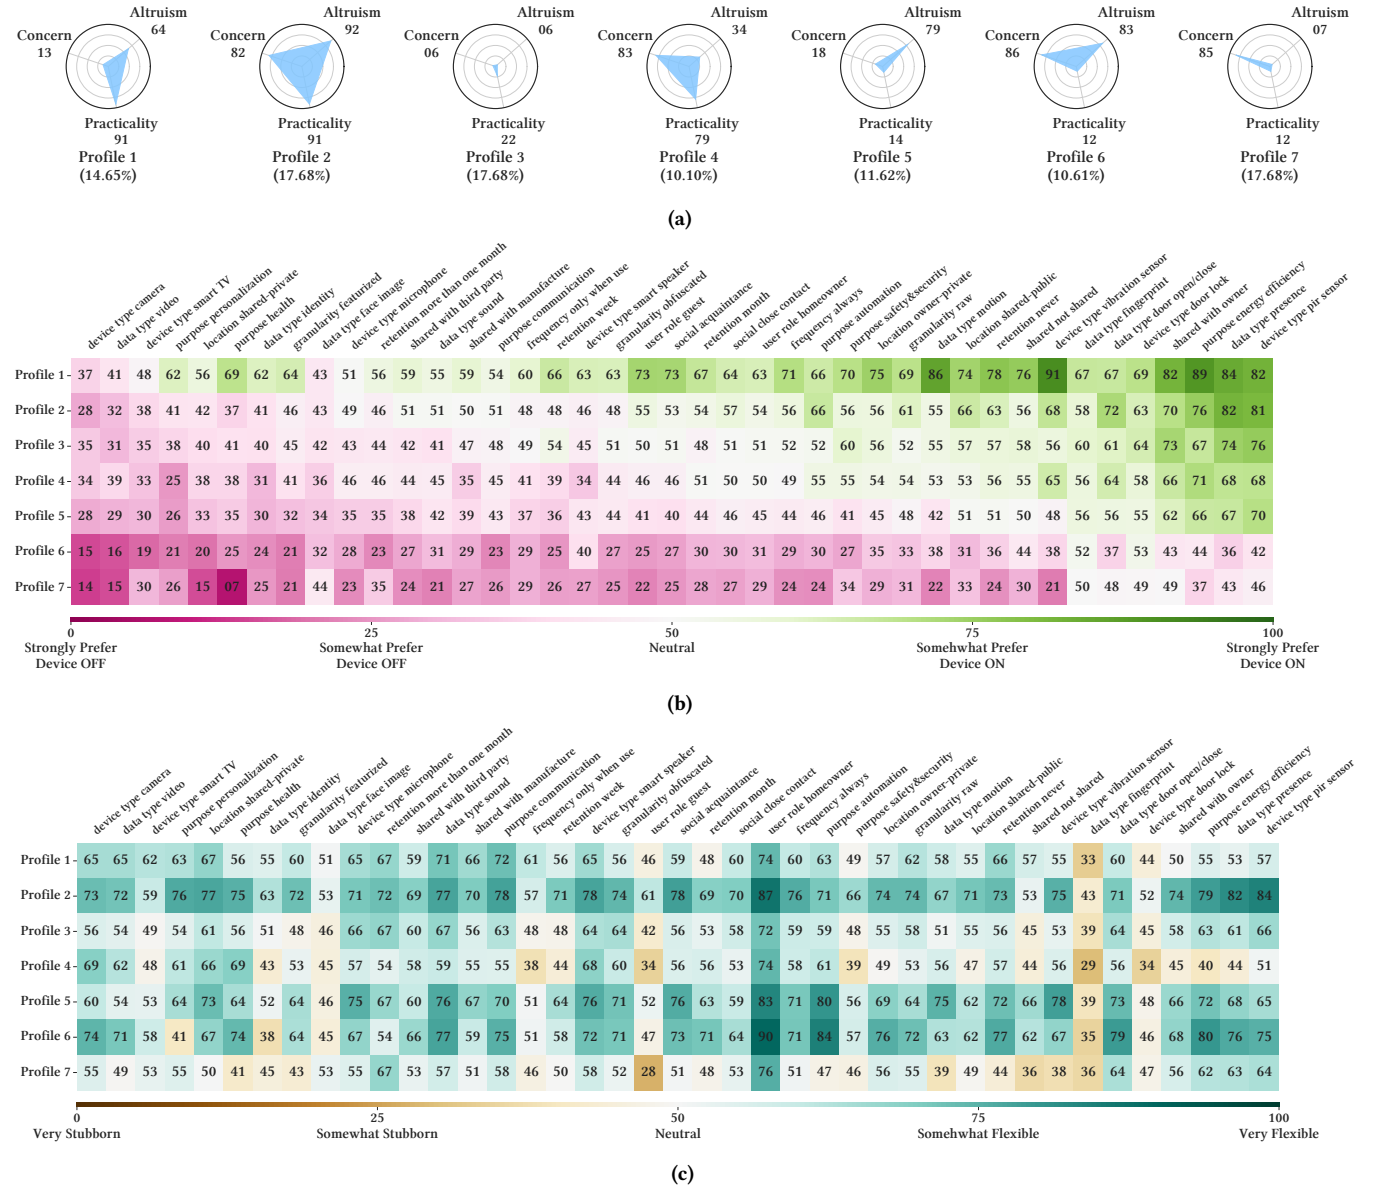 Altruism Altruism Altruism Altruism Altruism Altruism Altruism
64 92 06 34 79 83 07
Concern Concern Concern Concern Concern Concern Concern
13 82 06 83 18 86 85
Practicality Practicality Practicality Practicality Practicality Practicality Practicality
91 91 22 79 14 12 12
Profile 1 Profile 2 Profile 3 Profile 4 Profile 5 Profile 6 Profile 7
(14.65%) (17.68%) (17.68%) (10.10%) (11.62%) (10.61%) (17.68%)
(a)
device type camera
data type video
device type smart TV
purpose personalization
location shared-private
purpose health
data type identity
granularity featurized
data type face image
device type microphone
retention more than one month
shared with third party
data type sound
shared with manufacture
purpose communication
frequency only when use
retention week
device type smart speaker
granularity obfuscated
user role guest
social acquaintance
retention month
social close contact
user role homeowner
frequency always
purpose automation
purpose safety&security
location owner-private
granularity raw
data type motion
location shared-public
retention never
shared not shared
device type vibration sensor
data type fingerprint
data type door open/close
device type door lock
shared with owner
purpose energy efficiency
data type presence
device type pir sensor
Profile 1 37 41 48 62 56 69 62 64 43 51 56 59 55 59 54 60 66 63 63 73 73 67 64 63 71 66 70 75 69 86 74 78 76 91 67 67 69 82 89 84 82
Profile 2 28 32 38 41 42 37 41 46 43 49 46 51 51 50 51 48 48 46 48 55 53 54 57 54 56 66 56 56 61 55 66 63 56 68 58 72 63 70 76 82 81
Profile 3 35 31 35 38 40 41 40 45 42 43 44 42 41 47 48 49 54 45 51 50 51 48 51 51 52 52 60 56 52 55 57 57 58 56 60 61 64 73 67 74 76
Profile 4 34 39 33 25 38 38 31 41 36 46 46 44 45 35 45 41 39 34 44 46 46 51 50 50 49 55 55 54 54 53 53 56 55 65 56 64 58 66 71 68 68
Profile 5 28 29 30 26 33 35 30 32 34 35 35 38 42 39 43 37 36 43 44 41 40 44 46 45 44 46 41 45 48 42 51 51 50 48 56 56 55 62 66 67 70
Profile 6 15 16 19 21 20 25 24 21 32 28 23 27 31 29 23 29 25 40 27 25 27 30 30 31 29 30 27 35 33 38 31 36 44 38 52 37 53 43 44 36 42
Profile 7 14 15 30 26 15 07 25 21 44 23 35 24 21 27 26 29 26 27 25 22 25 28 27 29 24 24 34 29 31 22 33 24 30 21 50 48 49 49 37 43 46
0 25 50 75 100
Strongly Prefer Somewhat Prefer Neutral Somehwhat Prefer Strongly Prefer
Device OFF Device OFF Device ON Device ON
(b)
device type camera
data type video
device type smart TV
purpose personalization
location shared-private
purpose health
data type identity
granularity featurized
data type face image
device type microphone
retention more than one month
shared with third party
data type sound
shared with manufacture
purpose communication
frequency only when use
retention week
device type smart speaker
granularity obfuscated
user role guest
social acquaintance
retention month
social close contact
user role homeowner
frequency always
purpose automation
purpose safety&security
location owner-private
granularity raw
data type motion
location shared-public
retention never
shared not shared
device type vibration sensor
data type fingerprint
data type door open/close
device type door lock
shared with owner
purpose energy efficiency
data type presence
device type pir sensor
Profile 1 65 65 62 63 67 56 55 60 51 65 67 59 71 66 72 61 56 65 56 46 59 48 60 74 60 63 49 57 62 58 55 66 57 55 33 60 44 50 55 53 57
Profile 2 73 72 59 76 77 75 63 72 53 71 72 69 77 70 78 57 71 78 74 61 78 69 70 87 76 71 66 74 74 67 71 73 53 75 43 71 52 74 79 82 84
Profile 3 56 54 49 54 61 56 51 48 46 66 67 60 67 56 63 48 48 64 64 42 56 53 58 72 59 59 48 55 58 51 55 56 45 53 39 64 45 58 63 61 66
Profile 4 69 62 48 61 66 69 43 53 45 57 54 58 59 55 55 38 44 68 60 34 56 56 53 74 58 61 39 49 53 56 47 57 44 56 29 56 34 45 40 44 51
Profile 5 60 54 53 64 73 64 52 64 46 75 67 60 76 67 70 51 64 76 71 52 76 63 59 83 71 80 56 69 64 75 62 72 66 78 39 73 48 66 72 68 65
Profile 6 74 71 58 41 67 74 38 64 45 67 54 66 77 59 75 51 58 72 71 47 73 71 64 90 71 84 57 76 72 63 62 77 62 67 35 79 46 68 80 76 75
Profile 7 55 49 53 55 50 41 45 43 53 55 67 53 57 51 58 46 50 58 52 28 51 48 53 76 51 47 46 56 55 39 49 44 36 38 36 64 47 56 62 63 64
0 25 50 75 100
Very Stubborn Somewhat Stubborn Neutral Somehwhat Flexible Very Flexible
(c)